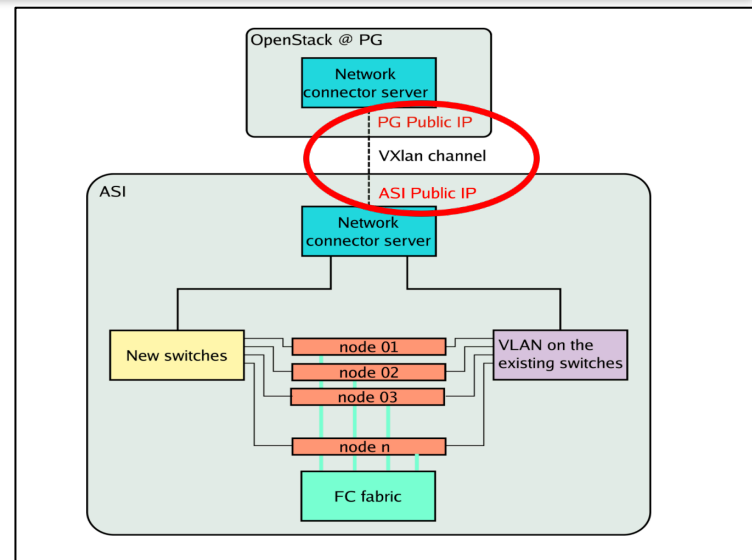 OpenStack @ PG
Network
connector server
PG Public IP
VXlan channel
ASI
ASI Public IP
Network
connector server
New switches
node 01
node 02
node 03
node n
VLAN on the
existing switches
FC fabric